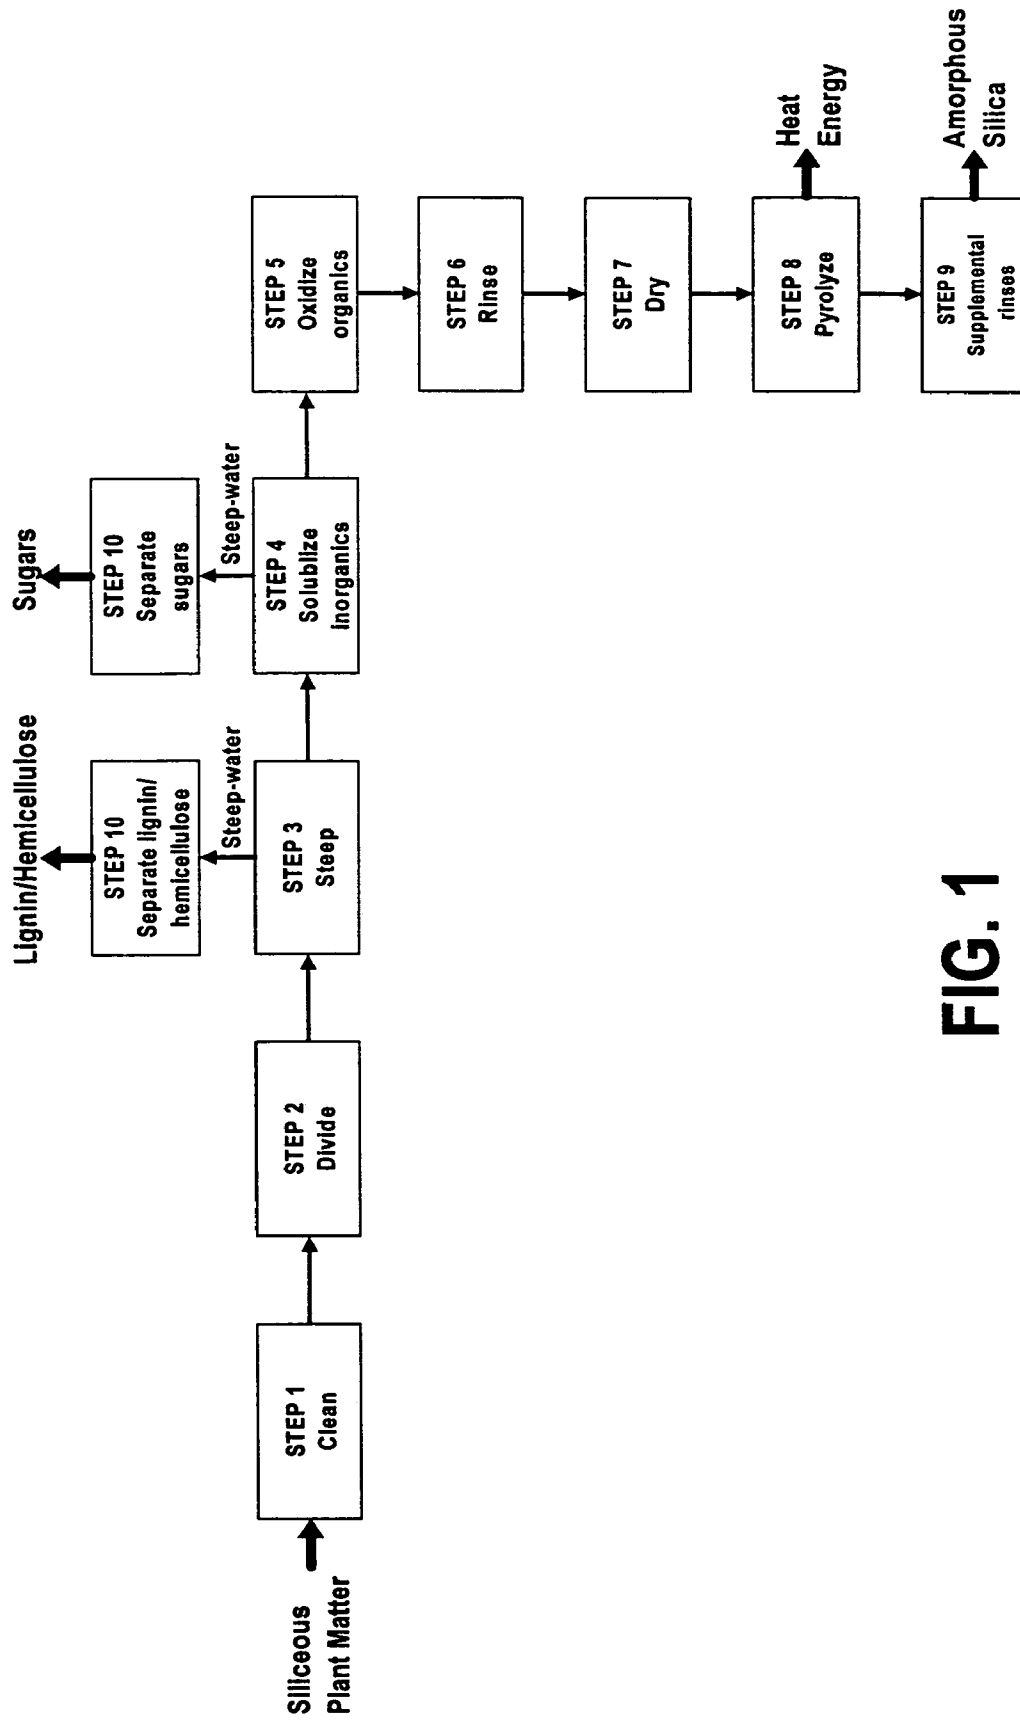 Siliceous
Plant Matter
STEP 1
Clean
STEP 2
Divide
STEP 3
Steep
Steep-water
STEP 10
Separate lignin/
hemicellulose
Lignin/Hemicellulose
STEP 4
Solublize
inorganics
Steep-water
STEP 10
Separate
sugars
Sugars
STEP 5
Oxidize
organics
STEP 6
Rinse
STEP 7
Dry
STEP 8
Pyrolyze
Heat
Energy
STEP 9
Supplemental
rinses
Amorphous
Silica
FIG. 1